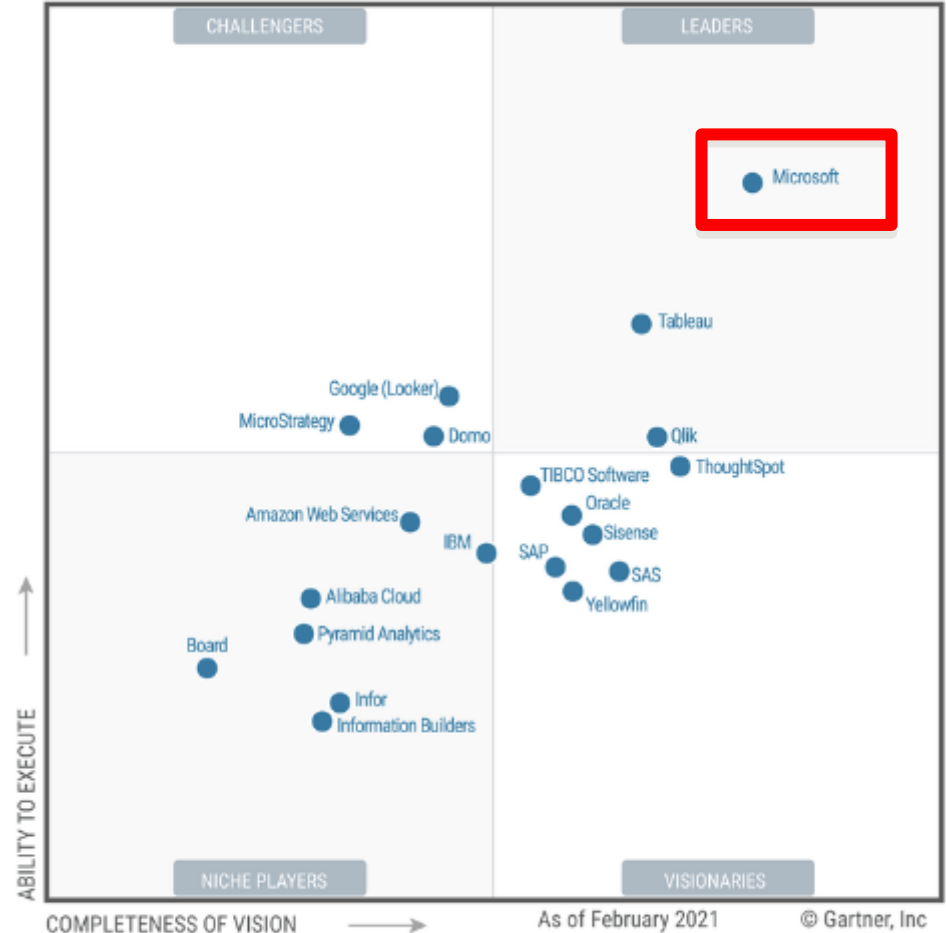 CHALLENGERS
LEADERS
Microsoft
Tableau
Google (Looker)
MicroStrategy
Domo
Qlik
ThoughtSpot
TIBCO Software
Oracle
Amazon Web Services
Sisense
IBM
SAP
SAS
Yellowfin
Alibaba Cloud
Pyramid Analytics
Board
Infor
Information Builders
ABILITY TO EXECUTE
NICHE PLAYERS
VISIONARIES
COMPLETENESS OF VISION
As of February 2021
© Gartner, Inc